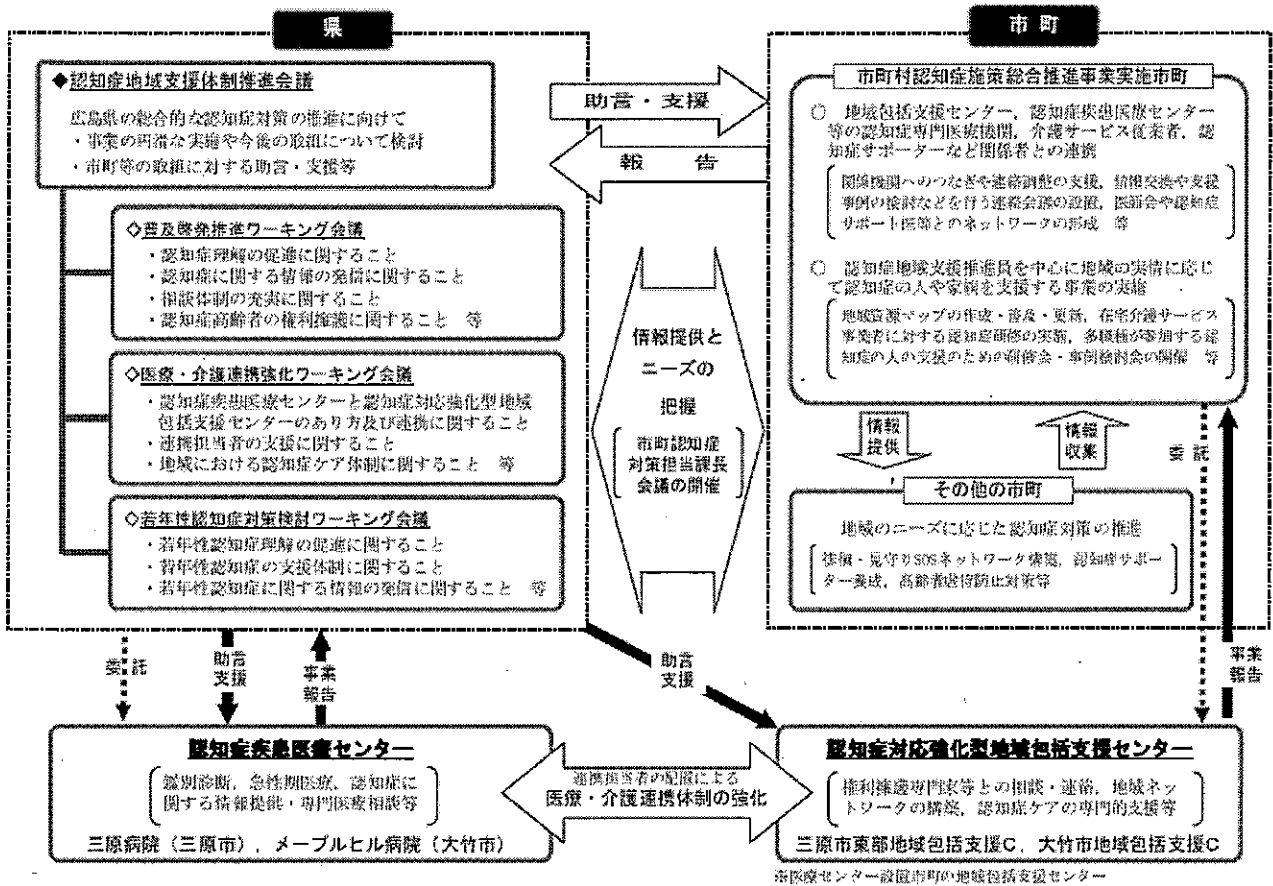 県
◆認知症地域支援体制推進会議
広島県の総合的な認知症対策の推進に向けて
・事業の円滑な実施や今後の取組について検討
・市町等の取組に対する助言・支援等
◇普及啓発推進ワーキング会議
・認知症理解の促進に関すること
・認知症に関する情報の発信に関すること
・相談体制の充実に関すること
・認知症高齢者の権利擁護に関すること　等
◇医療・介護連携強化ワーキング会議
・認知症疾患医療センターと認知症対応強化型地域
包括支援センターのあり方及び連携に関すること
・連携担当者の支援に関すること
・地域における認知症ケア体制に関すること　等
◇若年性認知症対策検討ワーキング会議
・若年性認知症理解の促進に関すること
・若年性認知症の支援体制に関すること
・若年性認知症に関する情報の発信に関すること　等
助言・支援
報　告
情報提供と
ニーズの
把握
市町認知症
対策担当課長
会議の開催
市町
市町村認知症施策総合推進事業実施市町
○　地域包括支援センター，認知症疾患医療センター
等の認知症専門医療機関，介護サービス従業者，認
知症サポーターなど関係者との連携
関係機関へのつなぎや連絡調整の支援，情報交換や支援
事例の検討などを行う連絡会議の設置，医師会や認知症
サポート医等とのネットワークの形成　等
○　認知症地域支援推進員を中心に地域の実情に応じ
て認知症の人や家族を支援する事業の実施
地域資源マップの作成・普及・更新，在宅介護サービス
事業者に対する認知症研修の実施，多職種が参加する認
知症の人の支援のための研修会・事例検討会の開催　等
情報
提供
情報
収集
委託
その他の市町
地域のニーズに応じた認知症対策の推進
徘徊・見守りSOSネットワーク構築，認知症サポー
ター養成，高齢者虐待防止対策等
委託
助言
支援
事業
報告
助言
支援
事業
報告
認知症疾患医療センター
鑑別診断，急性期医療，認知症に
関する情報提供・専門医療相談等
三原病院（三原市），メープルヒル病院（大竹市）
連携担当者の配置による
医療・介護連携体制の強化
認知症対応強化型地域包括支援センター
権利擁護専門家等との相談・連絡，地域ネッ
トワークの構築，認知症ケアの専門的支援等
三原市東部地域包括支援C，大竹市地域包括支援C
※医療センター設置市町の地域包括支援センター